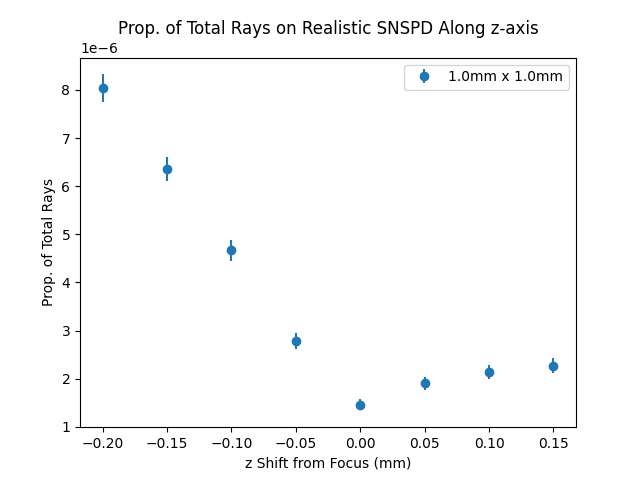 Prop. of Total Rays on Realistic SNSPD Along z-axis
1e−6
1.0mm x 1.0mm
8
7
6
5
4
3
2
1
Prop. of Total Rays
−0.20 −0.15 −0.10 −0.05 0.00 0.05 0.10 0.15
z Shift from Focus (mm)